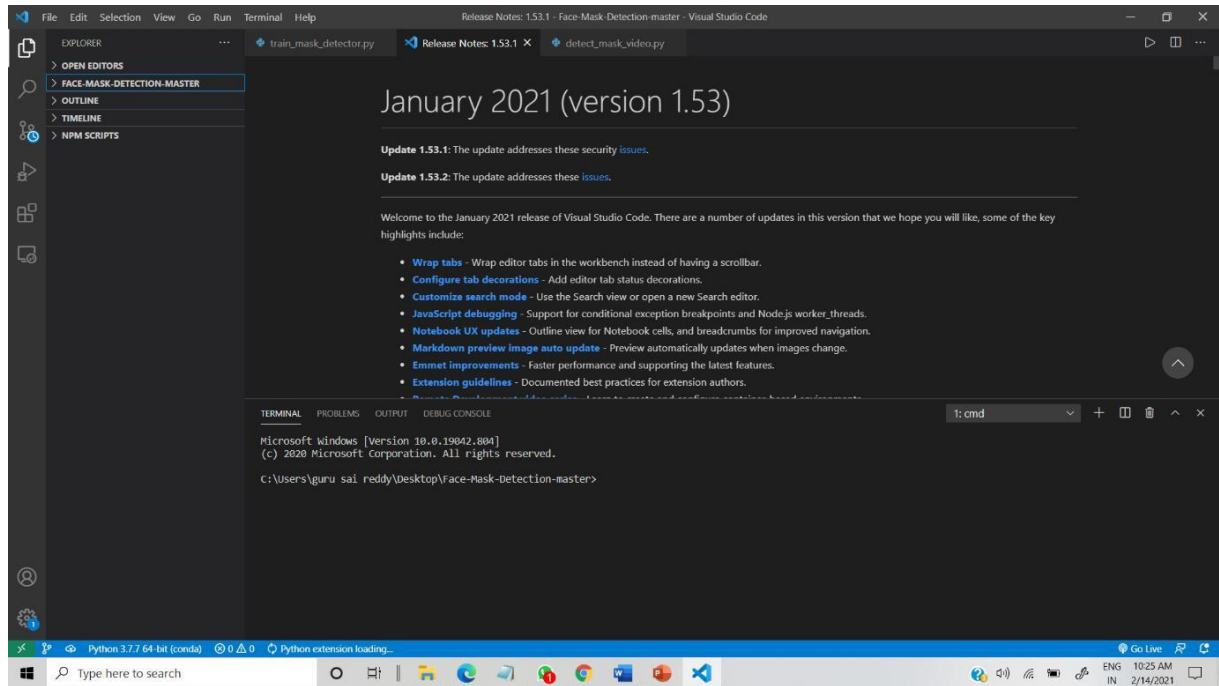 File Edit Selection View Go Run Terminal Help
Release Notes: 1.53.1 - Face-Mask-Detection-master - Visual Studio Code
EXPLORER
train_mask_detector.py
Release Notes: 1.53.1
detect_mask_video.py
OPEN EDITORS
FACE-MASK-DETECTION-MASTER
OUTLINE
TIMELINE
NPM SCRIPTS
January 2021 (version 1.53)
Update 1.53.1: The update addresses these security issues.
Update 1.53.2: The update addresses these issues.
Welcome to the January 2021 release of Visual Studio Code. There are a number of updates in this version that we hope you will like, some of the key
highlights include:
• Wrap tabs - Wrap editor tabs in the workbench instead of having a scrollbar.
• Configure tab decorations - Add editor tab status decorations.
• Customize search mode - Use the Search view or open a new Search editor.
• JavaScript debugging - Support for conditional exception breakpoints and Node.js worker_threads.
• Notebook UX updates - Outline view for Notebook cells, and breadcrumbs for improved navigation.
• Markdown preview image auto update - Preview automatically updates when images change.
• Emmet improvements - Faster performance and supporting the latest features.
• Extension guidelines - Documented best practices for extension authors.
TERMINAL PROBLEMS OUTPUT DEBUG CONSOLE
1: cmd
Microsoft Windows [Version 10.0.19042.804]
(c) 2020 Microsoft Corporation. All rights reserved.
C:\Users\guru sai reddy\Desktop\Face-Mask-Detection-master>
Python 3.7.7 64-bit (conda) 0 0 Python extension loading...
Go Live
Type here to search
ENG 10:25 AM
IN 2/14/2021